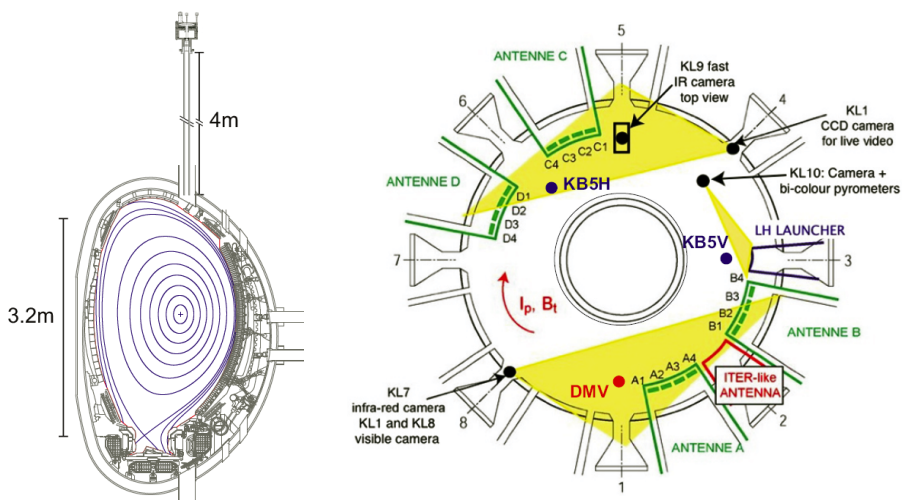 4m
3.2m
5
ANTENNE C
KL9 fast
IR camera
top view
6
4
KL1
CCD camera
for live video
C4
C3
C2
C1
ANTENNE D
KB5H
KL10: Camera +
bi-colour pyrometers
D1
D2
D3
D4
KB5V
LH LAUNCHER
7
3
B4
B3
B2
B1
Ip, Bt
ANTENNE B
A1
A2
A3
A4
DMV
ITER-like
ANTENNA
KL7
infra-red camera
KL1 and KL8
visible camera
8
2
ANTENNE A
1